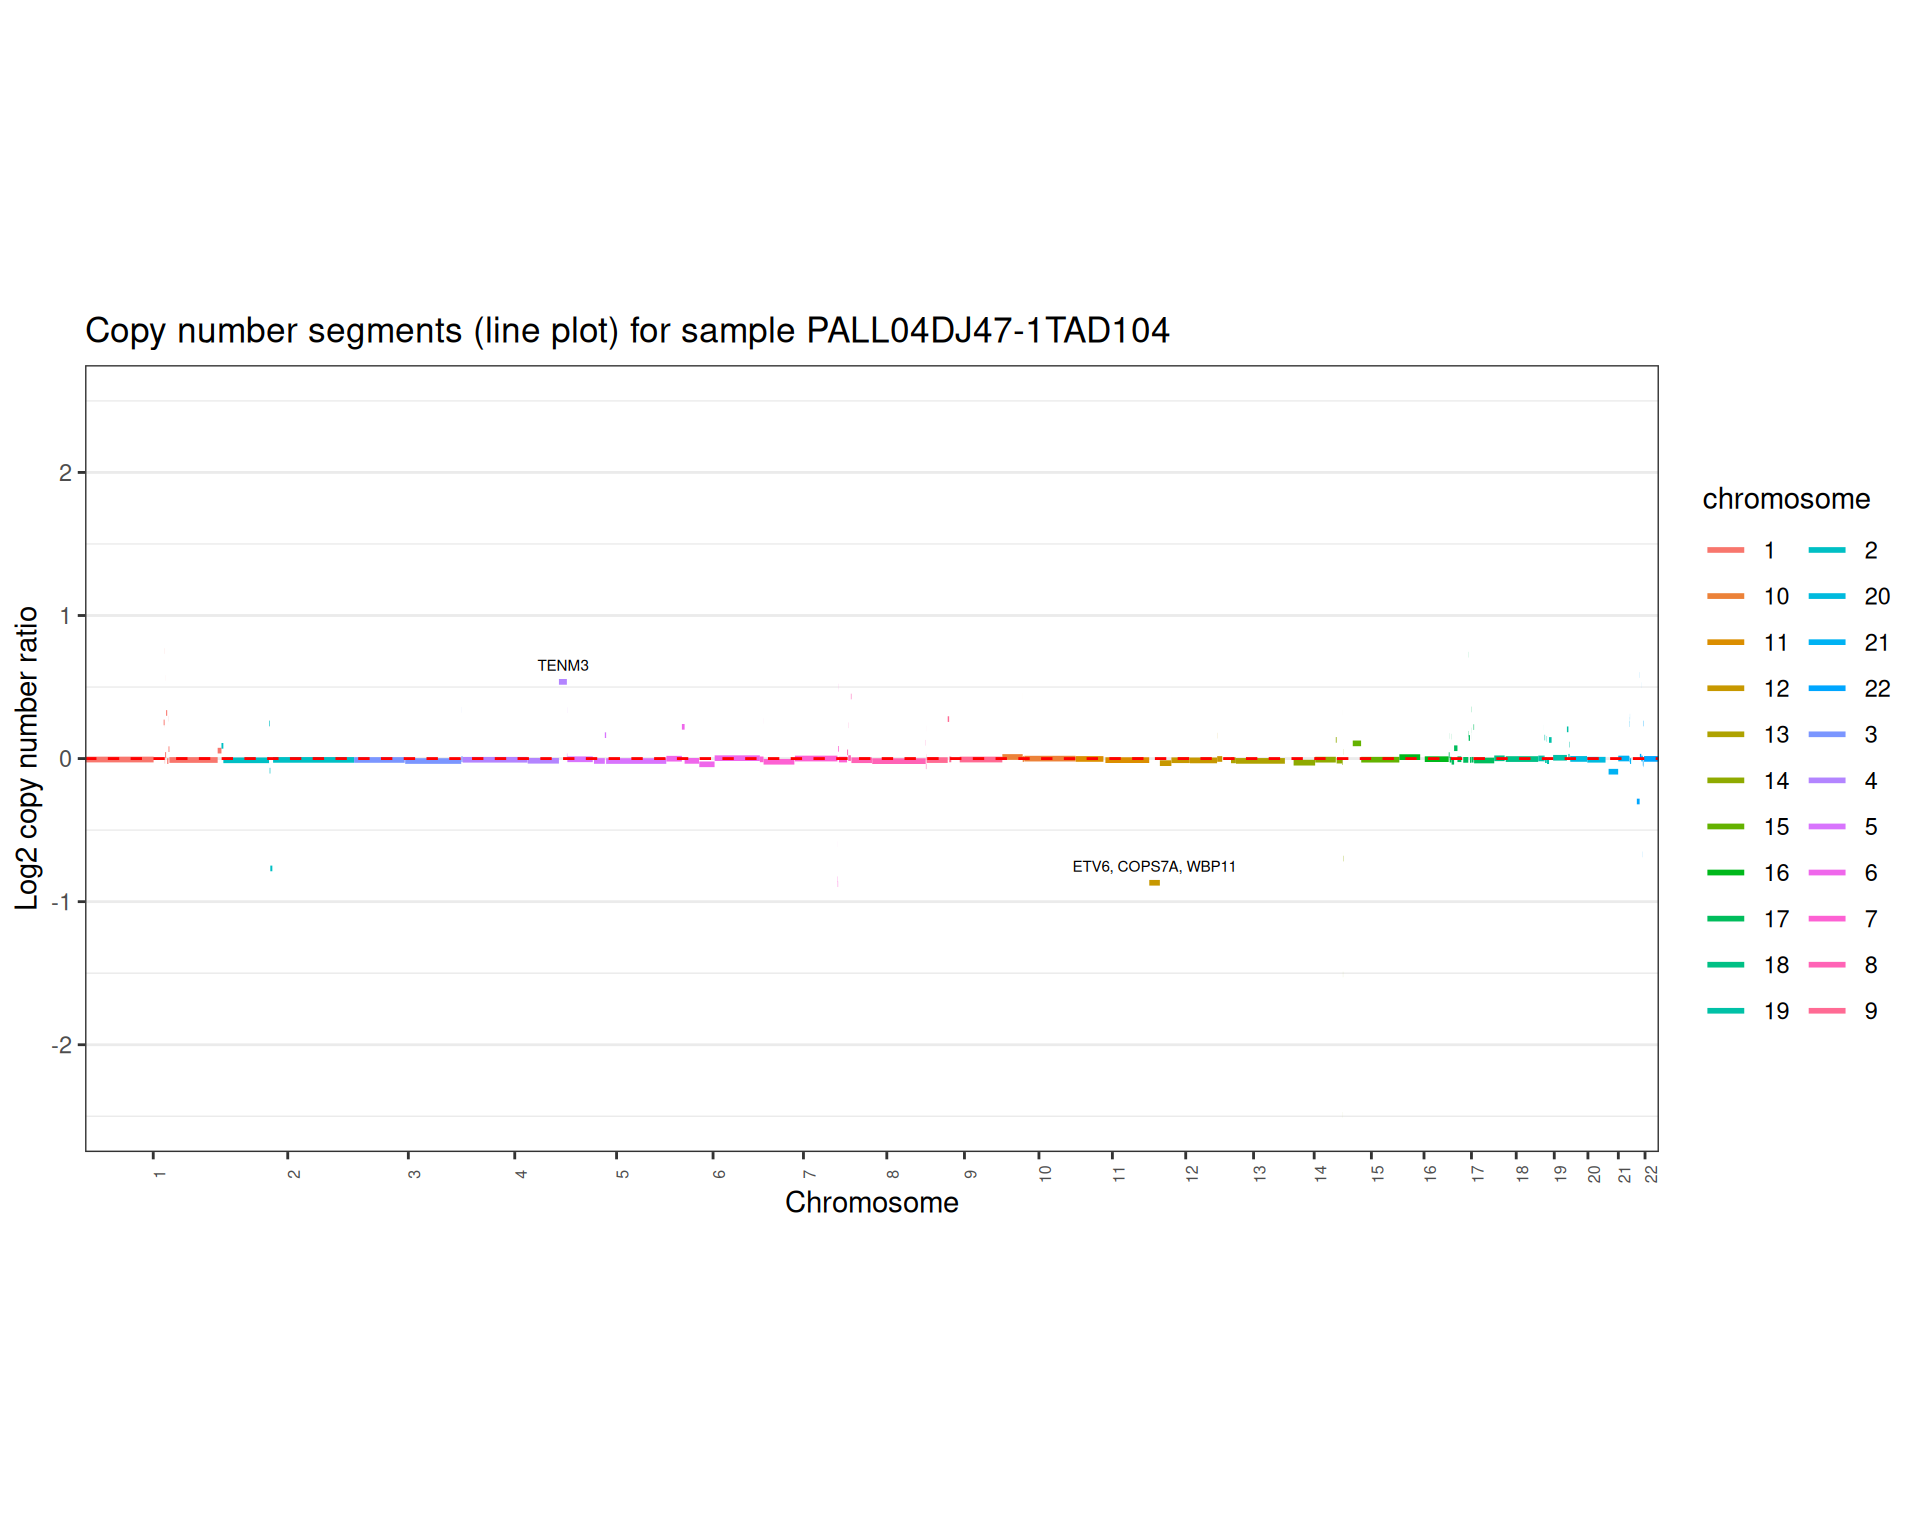 Copy number segments (line plot) for sample PALL04DJ47-1TAD104
Log2 copy number ratio
2
1
0
-1
-2
TENM3
ETV6, COPS7A, WBP11
1 2 3 4 5 6 7 8 9 10 11 12 13 14 15 16 17 18 19 20 21 22
Chromosome
chromosome
1 2
10 20
11 21
12 22
13 3
14 4
15 5
16 6
17 7
18 8
19 9